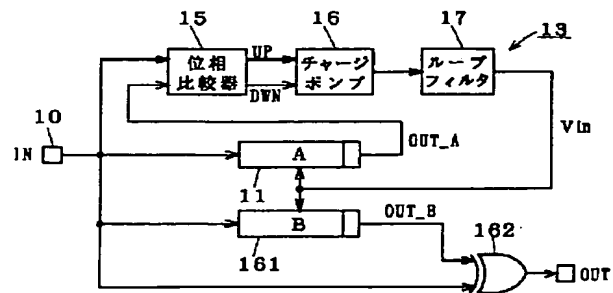 15
16
17
13
位相
比較器
UP
DWN
チャージ
ポンプ
ループ
フィルタ
10
IN
A
OUT_A
Vin
11
B
OUT_B
161
162
OUT